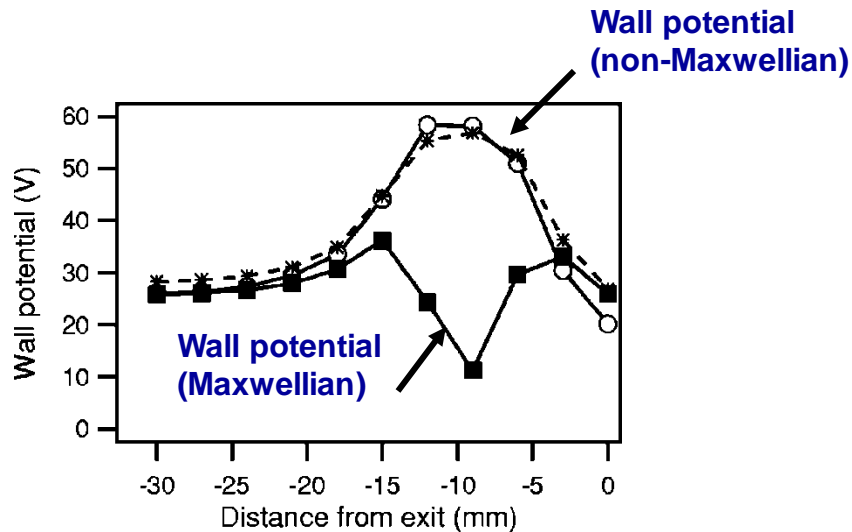 Wall potential
(non-Maxwellian)
60
50
40
30
20
10
0
Wall potential (V)
Wall potential
(Maxwellian)
-30 -25 -20 -15 -10 -5 0
Distance from exit (mm)